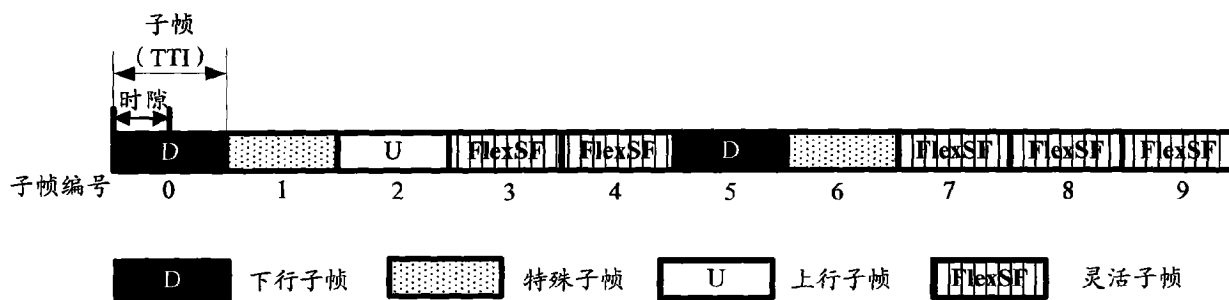 子帧
(TTI)
时隙
D U FlexSF FlexSF D FlexSF FlexSF FlexSF
子帧编号 0 1 2 3 4 5 6 7 8 9
D 下行子帧 特殊子帧 U 上行子帧 FlexSF 灵活子帧